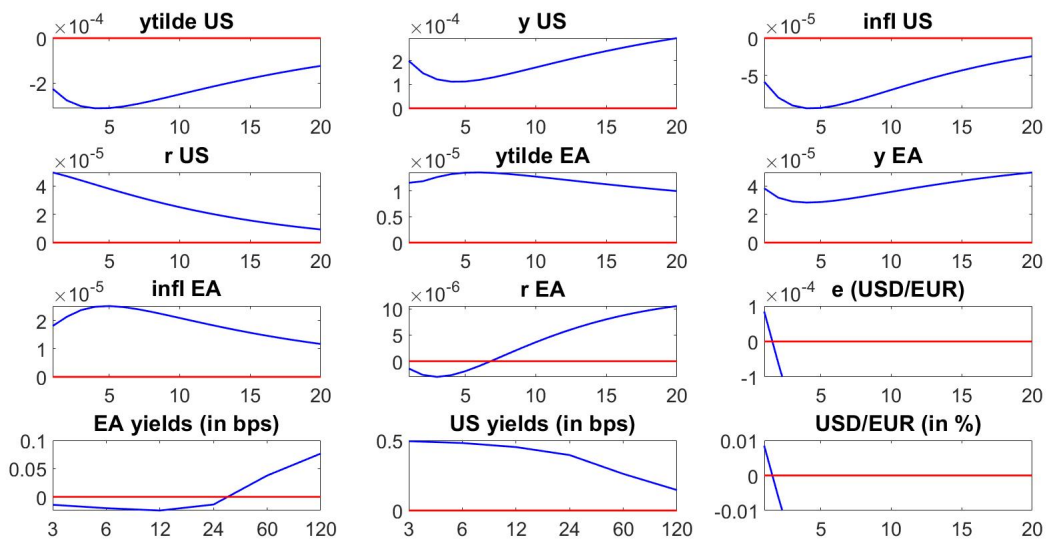 ytilde US
×10-4
0
-2
5 10 15 20
y US
×10-4
2
0
5 10 15 20
infl US
×10-5
0
-5
5 10 15 20
r US
×10-5
4
2
0
5 10 15 20
ytilde EA
×10-5
1
0.5
0
5 10 15 20
y EA
×10-5
4
2
0
5 10 15 20
infl EA
×10-5
2
1
0
5 10 15 20
r EA
×10-6
10
5
0
5 10 15 20
e (USD/EUR)
×10-4
1
0
-1
5 10 15 20
EA yields (in bps)
0.1
0.05
0
3 6 12 24 60 120
US yields (in bps)
0.5
0
3 6 12 24 60 120
USD/EUR (in %)
0.01
0
-0.01
5 10 15 20